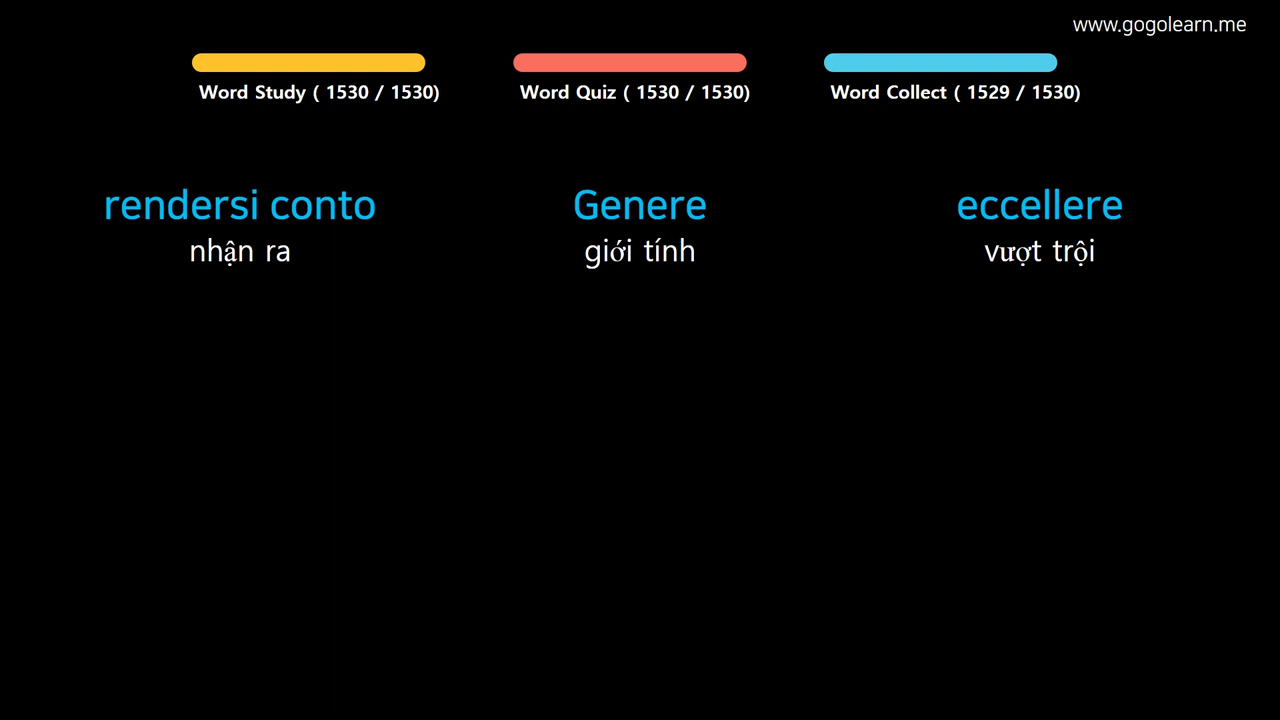 www.gogolearn.me
Word Study ( 1530 / 1530)
Word Quiz ( 1530 / 1530)
Word Collect ( 1529 / 1530)
rendersi conto
nhận ra
Genere
giới tính
eccellere
vượt trội